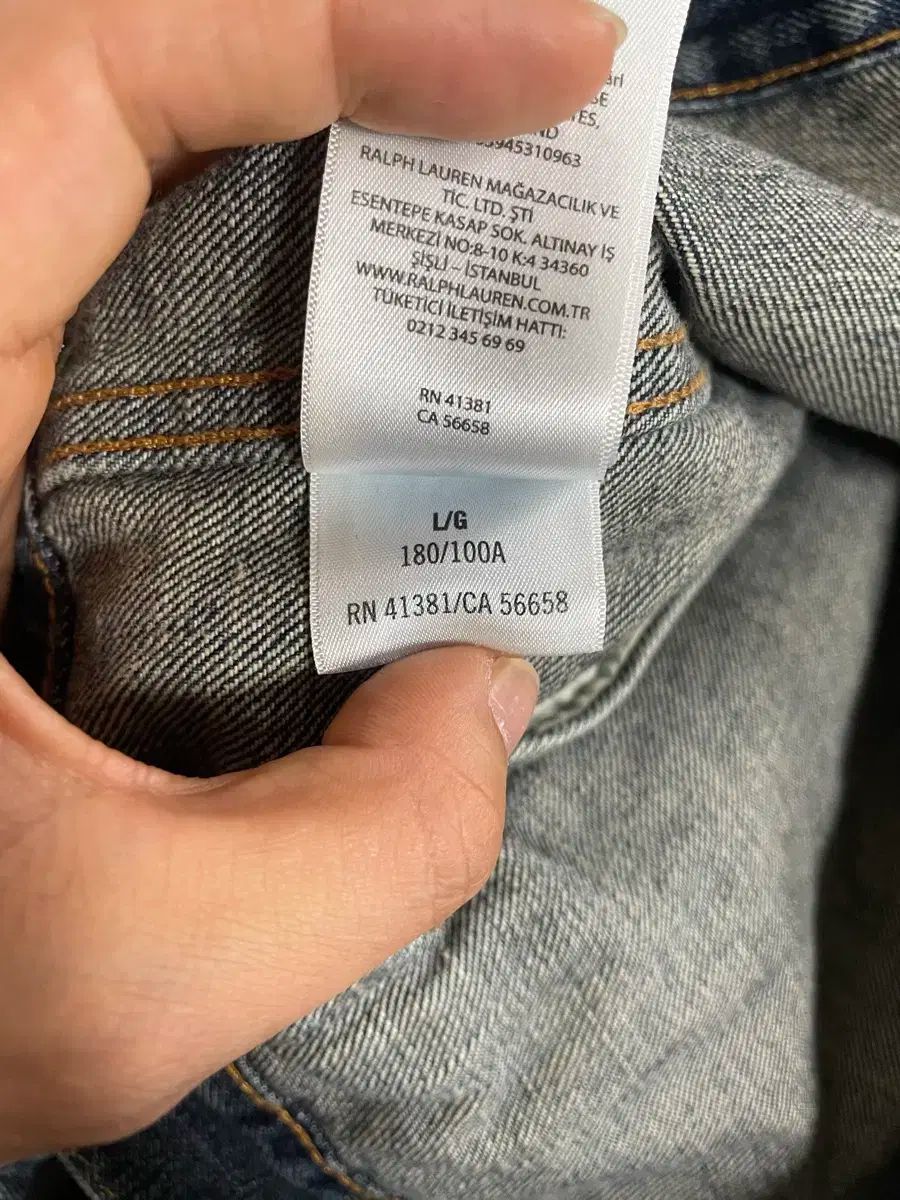 RALPH LAUREN MAĞAZACILIK VE
TİC. LTD. ŞTİ
ESENTEPE KASAP SOK. ALTINAY İŞ
MERKEZİ NO:8-10 K:4 34360
ŞİŞLİ – İSTANBUL
WWW.RALPHLAUREN.COM.TR
TÜKETİCİ İLETİŞİM HATTI:
0212 345 69 69
RN 41381
CA 56658
L/G
180/100A
RN 41381/CA 56658